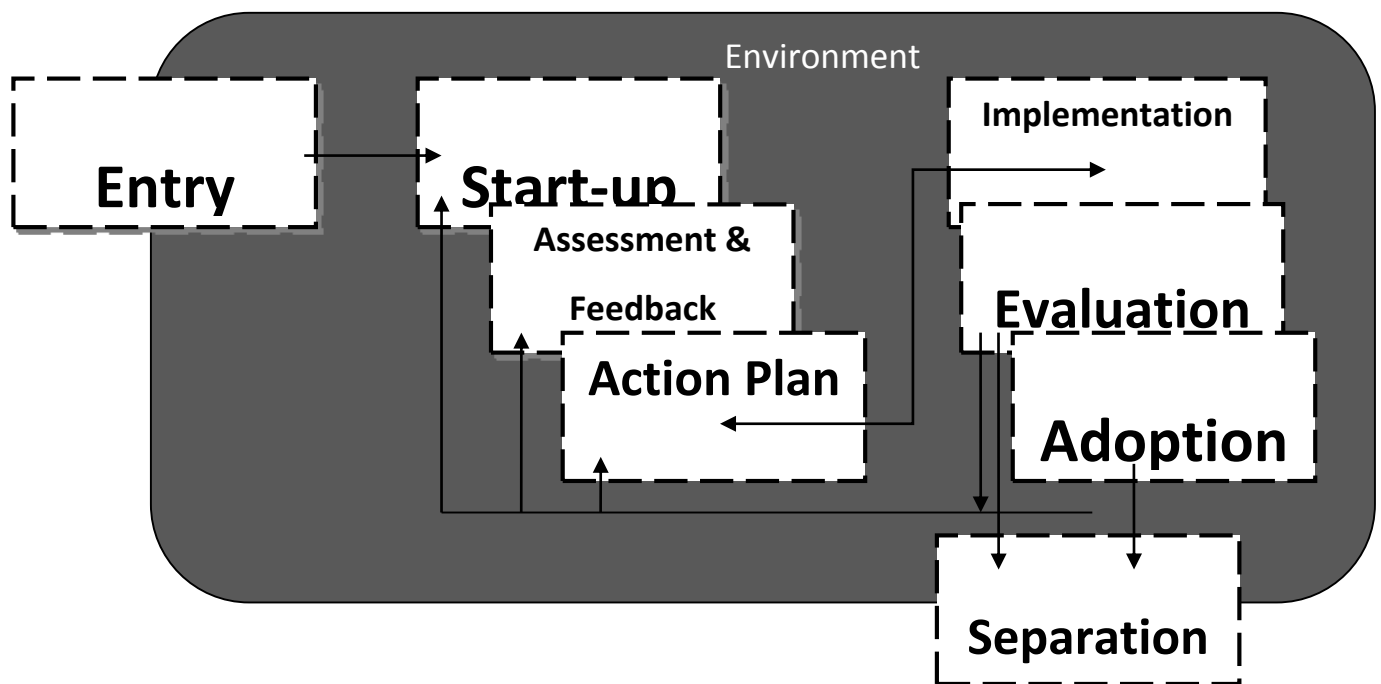 Environment
Entry
Start-up
Assessment &
Feedback
Action Plan
Implementation
Evaluation
Adoption
Separation